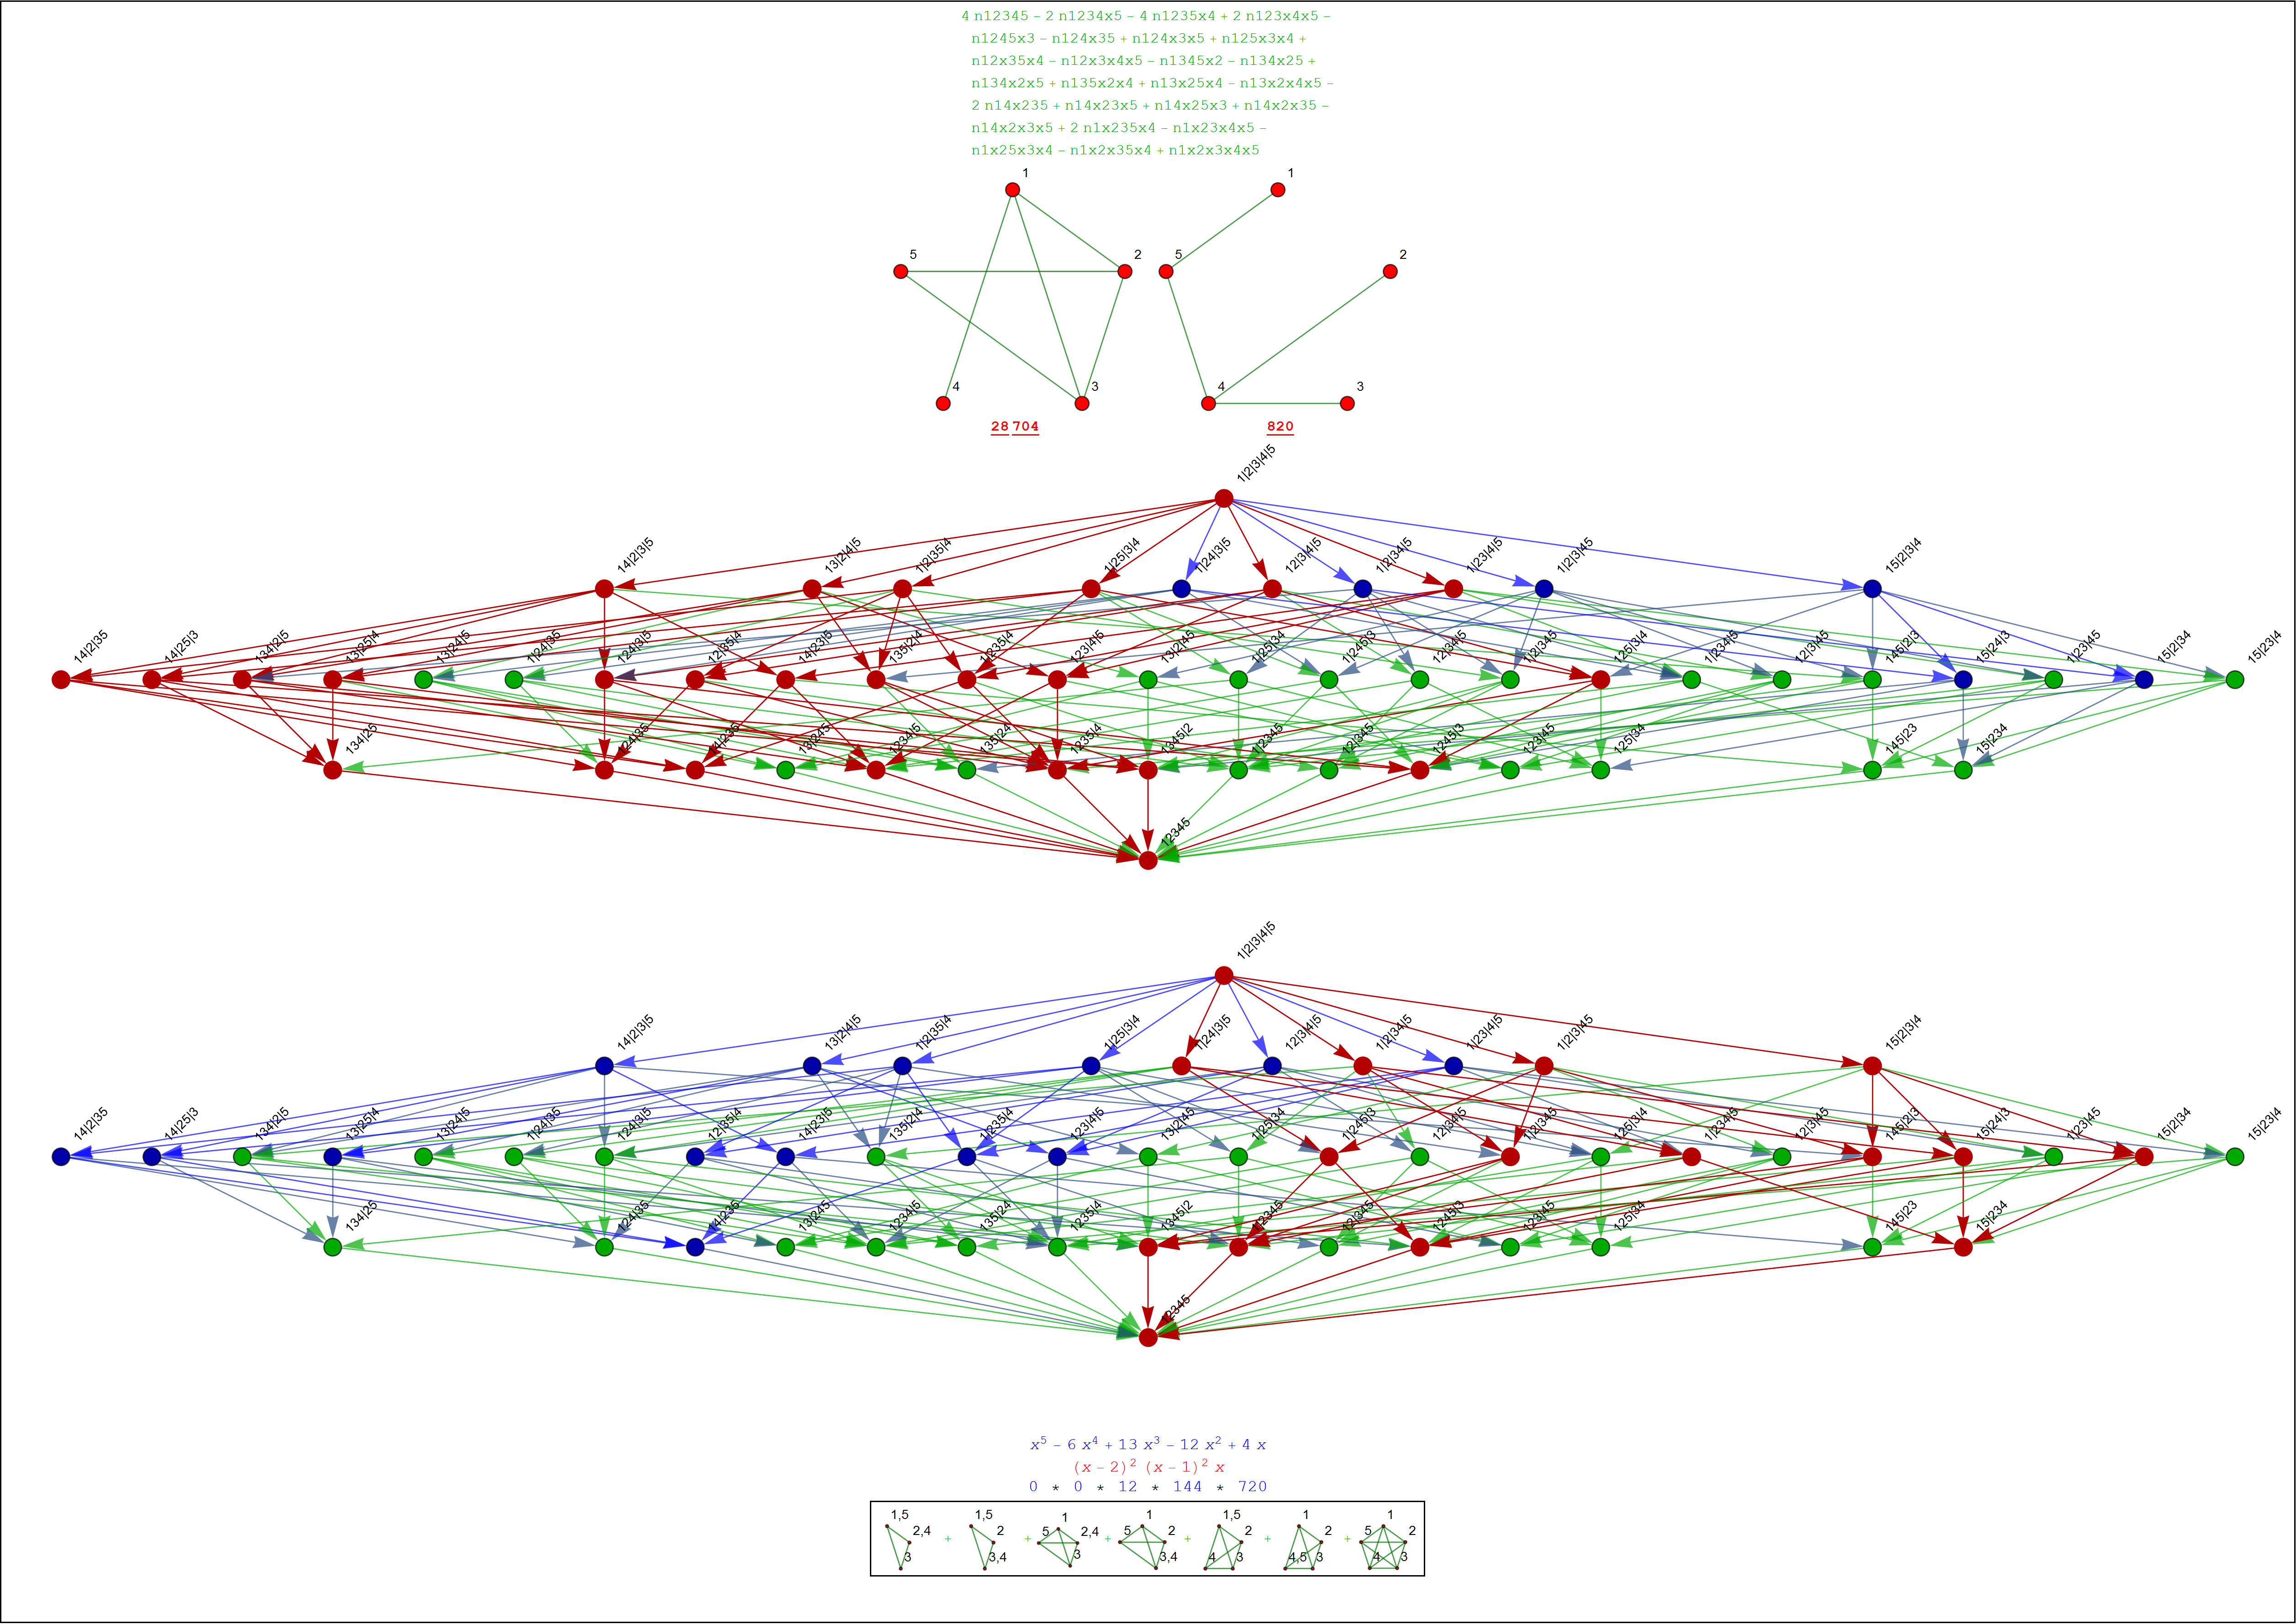 4 n12345 – 2 n1234x5 – 4 n1235x4 + 2 n123x4x5 –
n1245x3 – n124x35 + n124x3x5 + n125x3x4 +
n12x35x4 – n12x3x4x5 – n1345x2 – n134x25 +
n134x2x5 + n135x2x4 + n13x25x4 – n13x2x4x5 –
2 n14x235 + n14x23x5 + n14x25x3 + n14x2x35 –
n14x2x3x5 + 2 n1x235x4 – n1x23x4x5 –
n1x25x3x4 – n1x2x35x4 + n1x2x3x4x5
1 1
5 2 5 2
4 3 4 3
28 704 820
1|2|3|4|5
14|2|3|5 13|2|4|5 1|2|35|4 1|25|3|4 1|24|3|5 12|3|4|5 1|2|34|5 1|23|4|5 1|2|3|45 15|2|3|4
14|2|35 14|25|3 134|2|5 13|25|4 13|24|5 1|24|35 124|3|5 12|35|4 14|23|5 135|2|4 1|235|4 123|4|5 13|2|45 1|25|34 1|245|3 12|34|5 1|2|345 125|3|4 1|234|5 12|3|45 145|2|3 15|24|3 1|23|45 15|2|34 15|23|4
134|25 124|35 14|235 13|245 1234|5 135|24 1235|4 1345|2 1|2345 12|345 1245|3 123|45 125|34 145|23 15|234
12345
1|2|3|4|5
14|2|3|5 13|2|4|5 1|2|35|4 1|25|3|4 1|24|3|5 12|3|4|5 1|2|34|5 1|23|4|5 1|2|3|45 15|2|3|4
14|2|35 14|25|3 134|2|5 13|25|4 13|24|5 1|24|35 124|3|5 12|35|4 14|23|5 135|2|4 1|235|4 123|4|5 13|2|45 1|25|34 1|245|3 12|34|5 1|2|345 125|3|4 1|234|5 12|3|45 145|2|3 15|24|3 1|23|45 15|2|34 15|23|4
134|25 124|35 14|235 13|245 1234|5 135|24 1235|4 1345|2 1|2345 12|345 1245|3 123|45 125|34 145|23 15|234
12345
x⁵ – 6 x⁴ + 13 x³ – 12 x² + 4 x
(x – 2)² (x – 1)² x
0 * 0 * 12 * 144 * 720
1,5 2,4 3 + 1,5 2 3,4 + 1 5 2,4 3 + 1 5 2 3,4 + 1,5 2 4 3 + 1 2 4,5 3 + 1 5 2 4 3